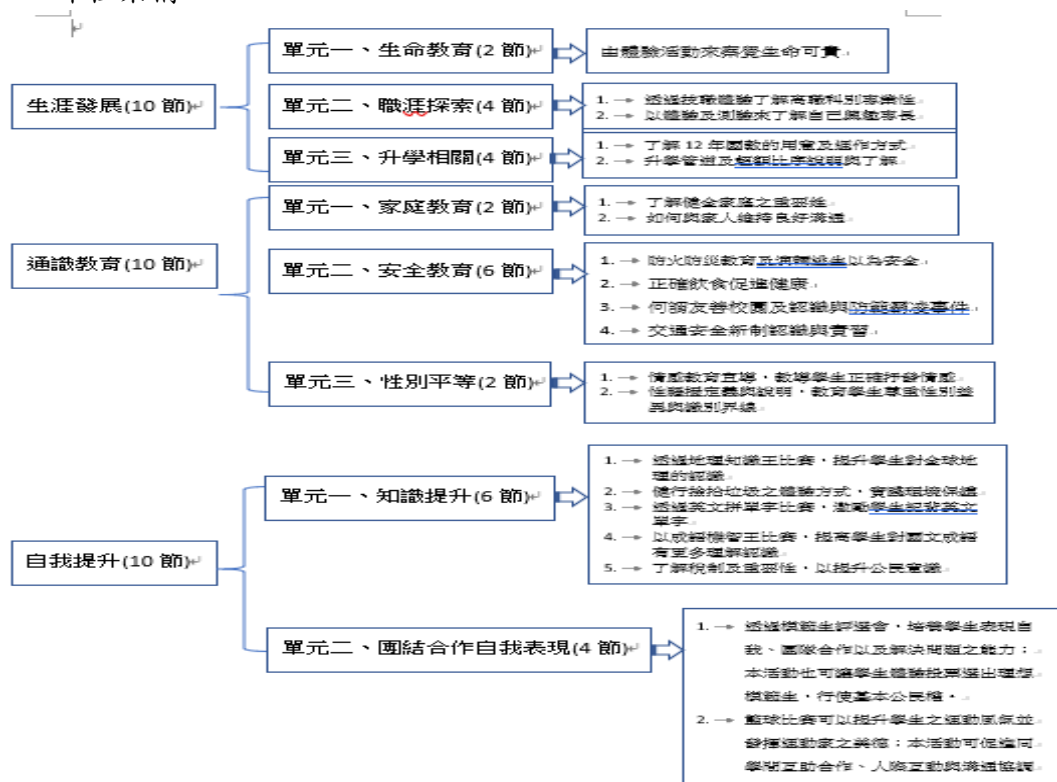 生涯發展(10 節)
單元一、生命教育(2 節)
由體驗活動來察覺生命可貴
單元二、職涯探索(4 節)
1. 透過技職體驗了解高職科別專業性
2. 以體驗及測驗來了解自己興趣專長
單元三、升學相關(4 節)
1. 了解 12 年國教的用意及運作方式
2. 升學管道及超額比序說明與了解
通識教育(10 節)
單元一、家庭教育(2 節)
1. 了解健全家庭之重要性
2. 如何與家人維持良好溝通
單元二、安全教育(6 節)
1. 防火防災教育及演練逃生以為安全
2. 正確飲食促進健康
3. 何謂友善校園及認識與防範霸凌事件
4. 交通安全新制認識與實習
單元三、性別平等(2 節)
1. 情感教育宣導,教導學生正確抒發情感
2. 性騷擾定義與說明,教育學生尊重性別差
異與識別界線
自我提升(10 節)
單元一、知識提升(6 節)
1. 透過地理知識王比賽,提升學生對全球地
理的認識
2. 健行撿拾垃圾之體驗方式,實踐環境保護
3. 透過英文拼單字比賽,激勵學生記背英文
單字
4. 以成語機智王比賽,提高學生對國文成語
有更多理解認識
5. 了解稅制及重要性,以提升公民意識
單元二、團結合作自我表現(4 節)
1. 透過模範生評選會,培養學生表現自
我、團隊合作以及解決問題之能力;
本活動也可讓學生體驗投票選出理想
模範生,行使基本公民權。
2. 籃球比賽可以提升學生之運動風氣並
發揮運動家之美德;本活動可促進同
學間互助合作、人際互動與溝通協調